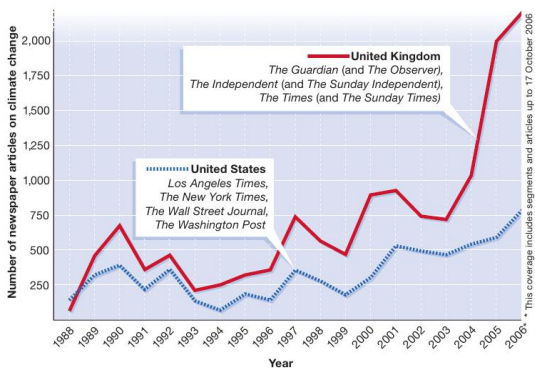 Number of newspaper articles on climate change
2,000
1,750
1,500
1,250
1,000
750
500
250
United Kingdom
The Guardian (and The Observer),
The Independent (and The Sunday Independent),
The Times (and The Sunday Times)
United States
Los Angeles Times,
The New York Times,
The Wall Street Journal,
The Washington Post
1988
1989
1990
1991
1992
1993
1994
1995
1996
1997
1998
1999
2000
2001
2002
2003
2004
2005
2006*
Year
* This coverage includes segments and articles up to 17 October 2006